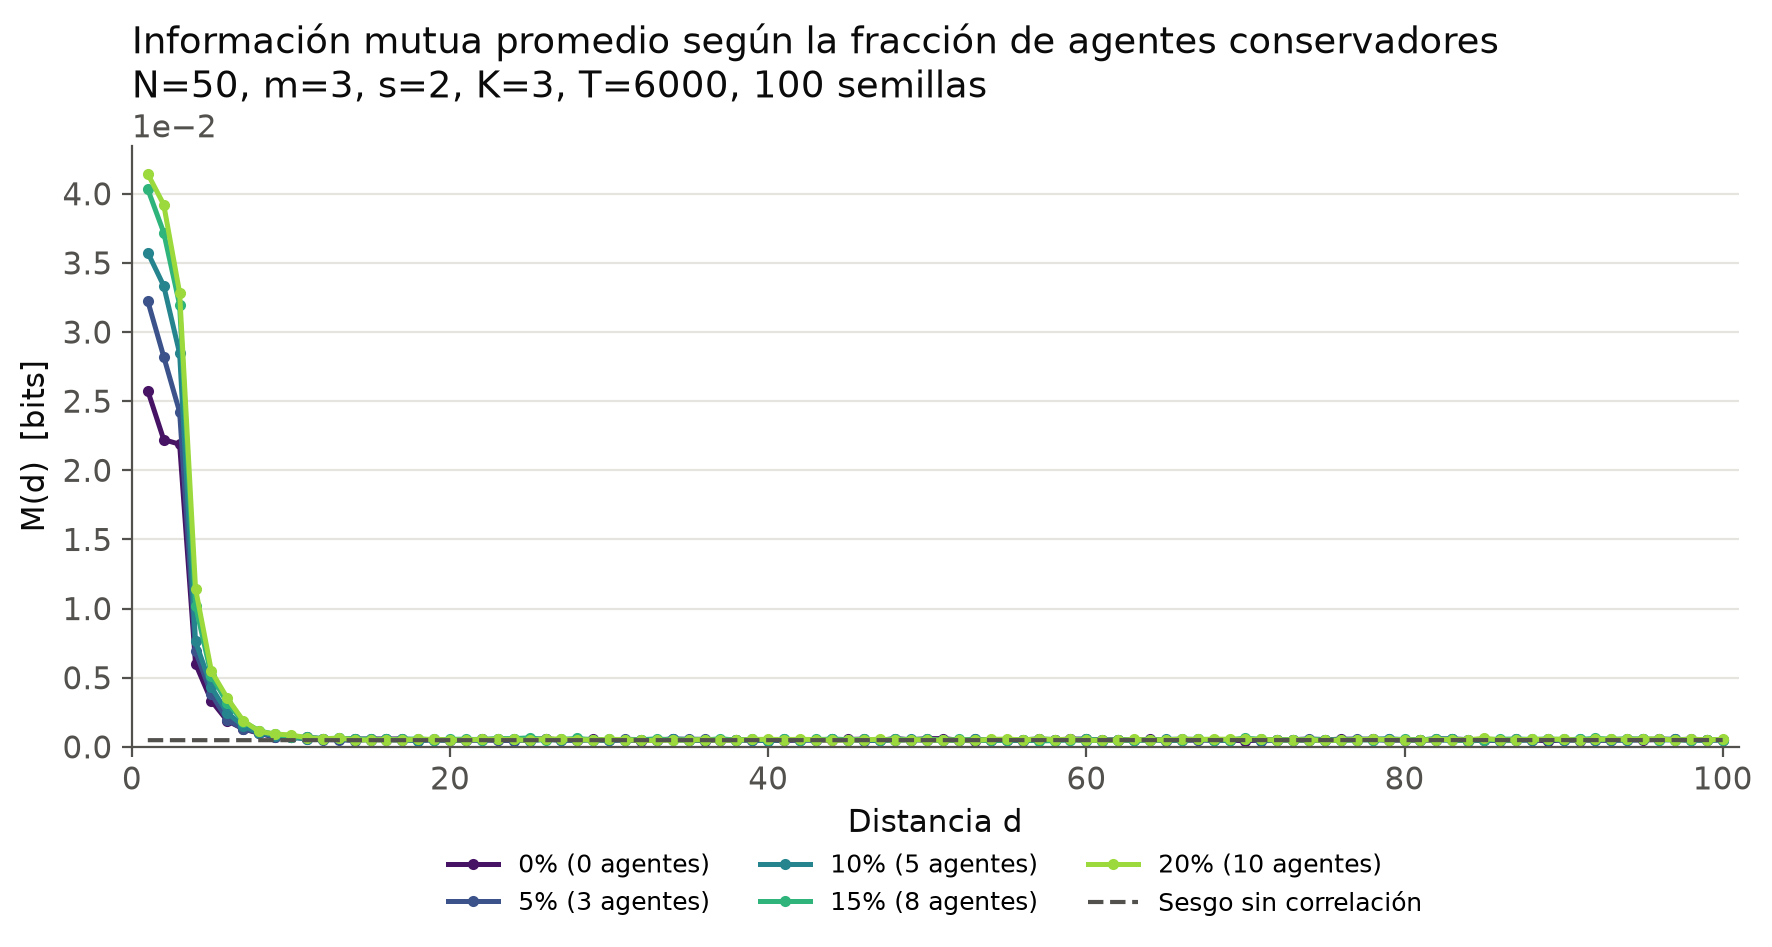 Información mutua promedio según la fracción de agentes conservadores
N=50, m=3, s=2, K=3, T=6000, 100 semillas
1e−2
4.0
3.5
3.0
2.5
2.0
1.5
1.0
0.5
0.0
M(d) [bits]
0 20 40 60 80 100
Distancia d
0% (0 agentes) 10% (5 agentes) 20% (10 agentes)
5% (3 agentes) 15% (8 agentes) Sesgo sin correlación